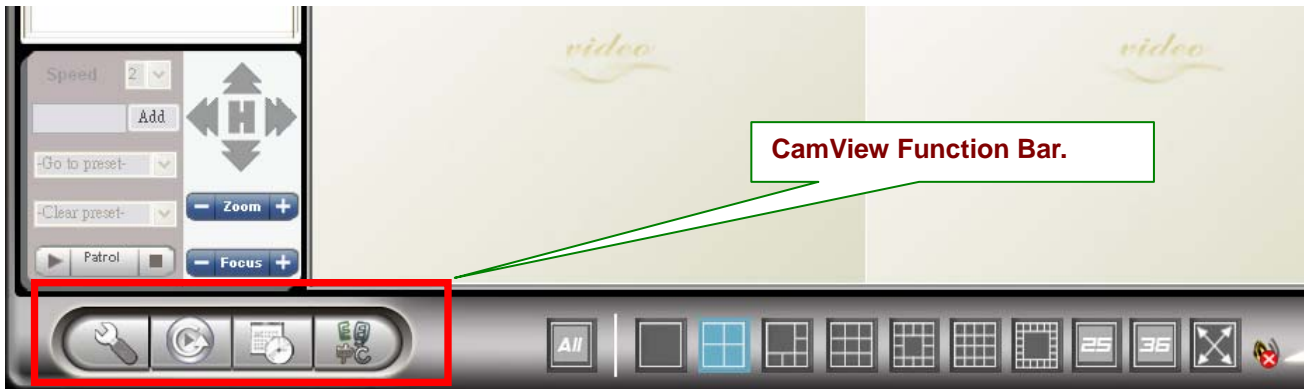 video
video
Speed 2
Add
H
-Go to preset-
-Clear preset-
Patrol
- Zoom +
- Focus +
CamView Function Bar.
All
25
36